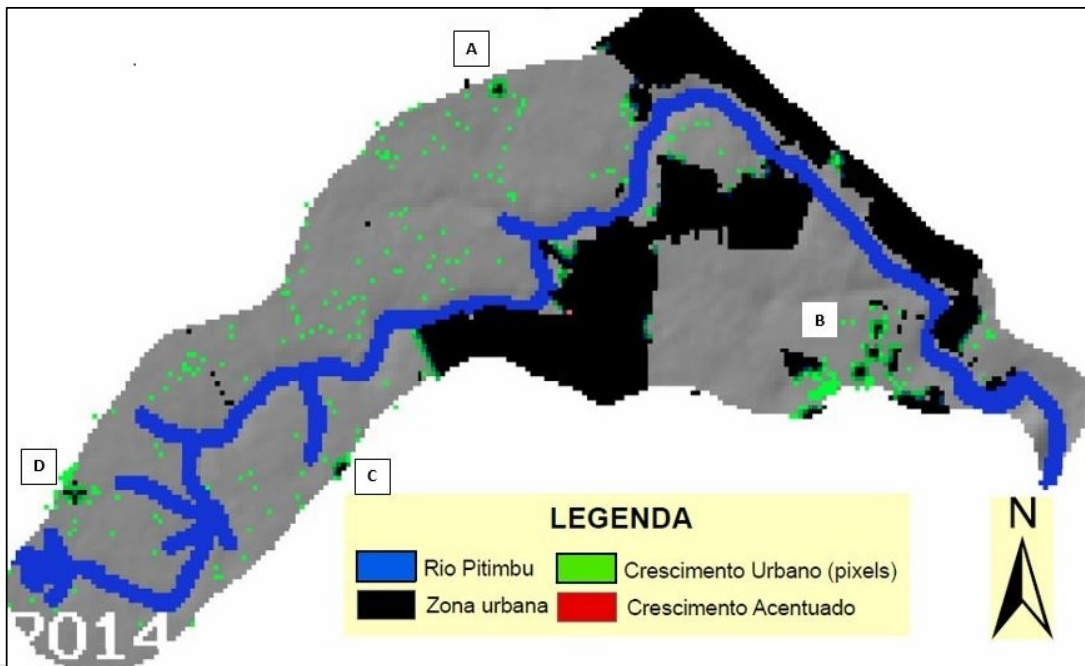 A
B
D
C
LEGENDA
N
Rio Pitimbu
Crescimento Urbano (pixels)
Zona urbana
Crescimento Acentuado
2014